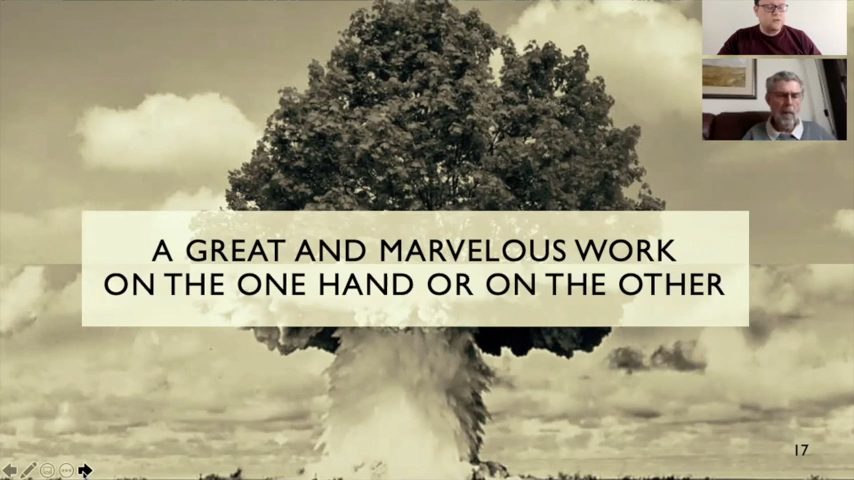 A GREAT AND MARVELOUS WORK
ON THE ONE HAND OR ON THE OTHER
17